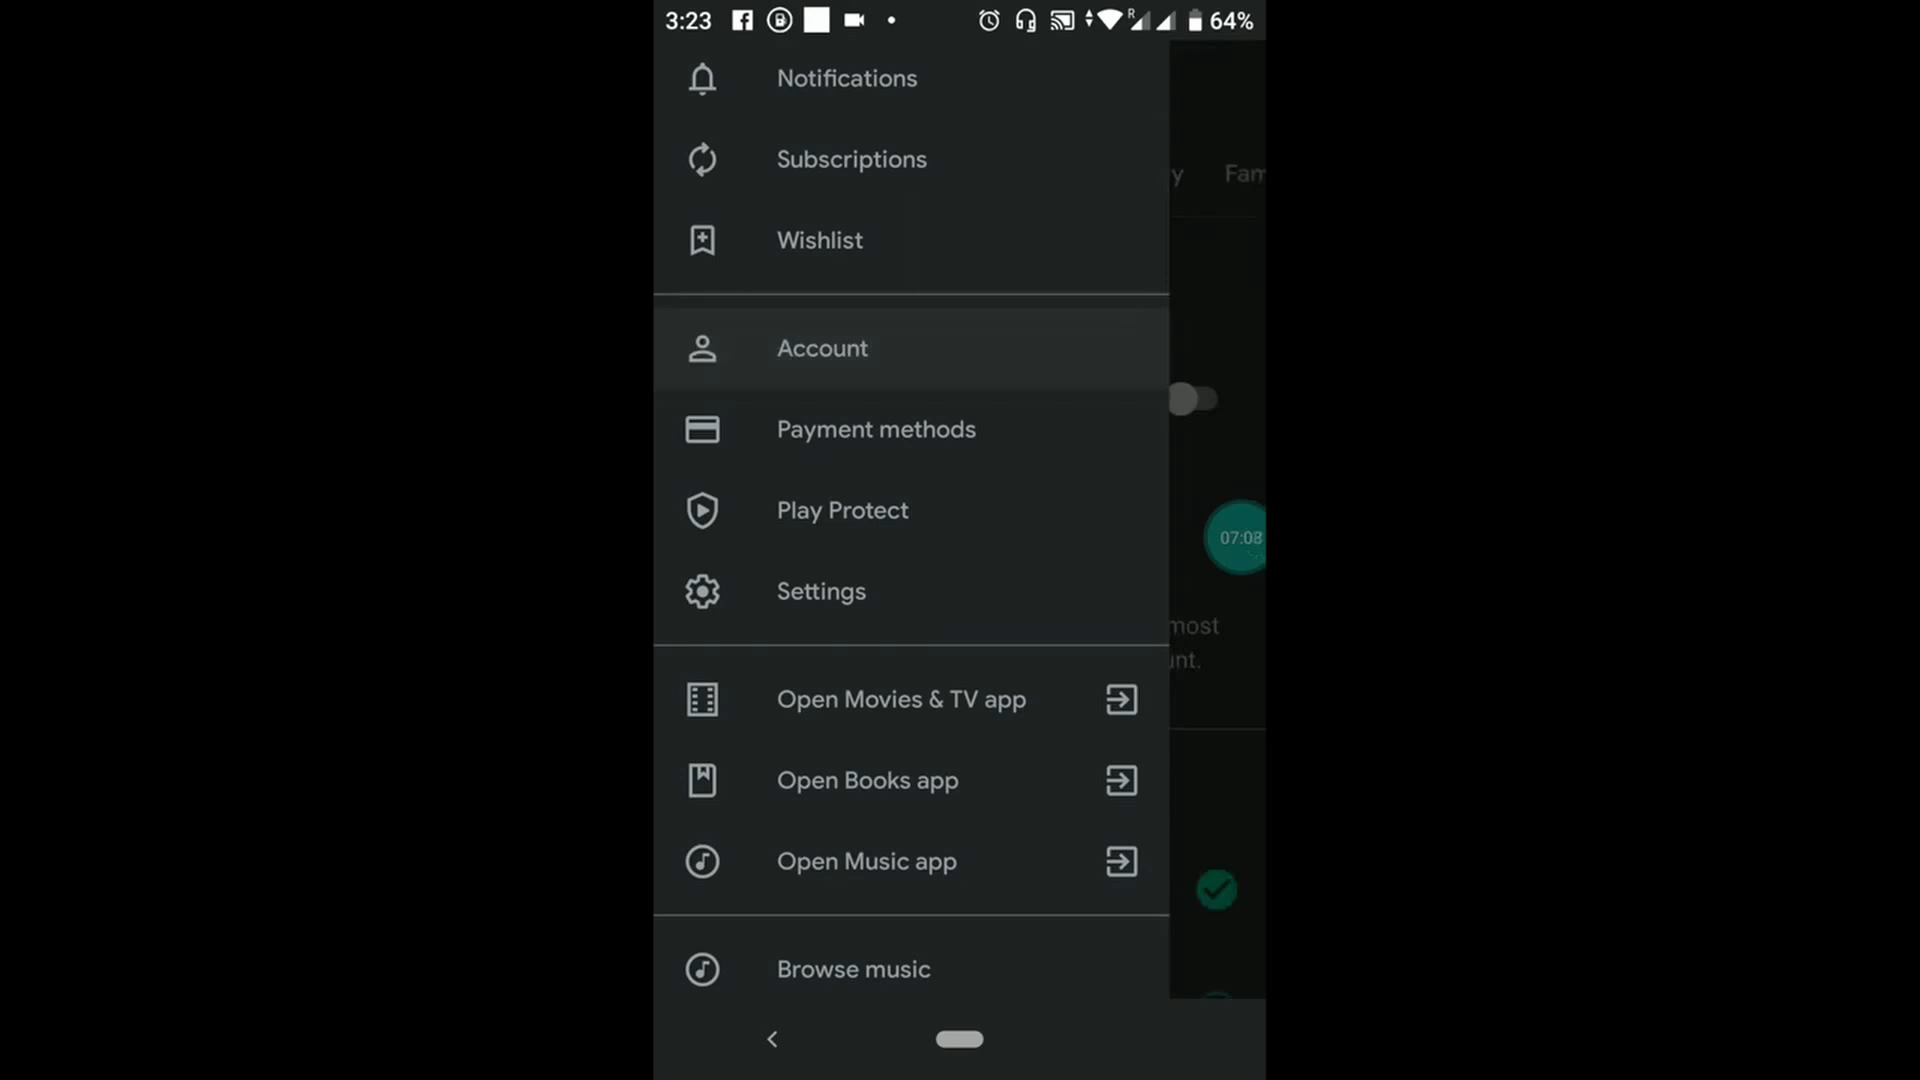 3:23 R 64%
Notifications
Subscriptions
y Fam
Wishlist
Account
Payment methods
Play Protect
07:08
Settings
most
unt.
Open Movies & TV app
Open Books app
Open Music app
Browse music